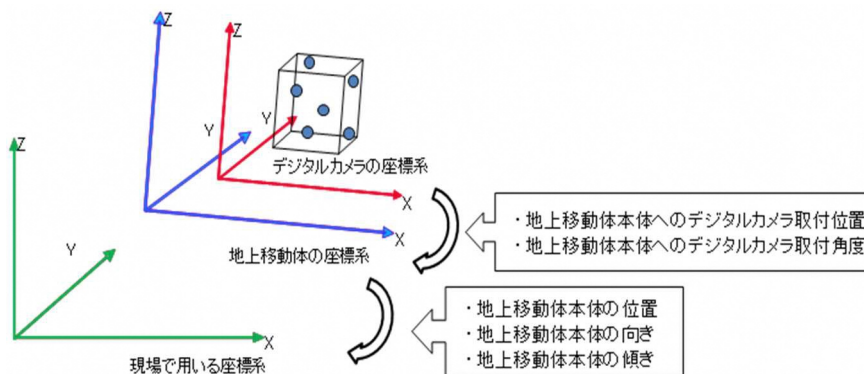 Z
Z
Y
Y
Z
デジタルカメラの座標系
X
・地上移動体本体へのデジタルカメラ取付位置
・地上移動体本体へのデジタルカメラ取付角度
X
地上移動体の座標系
Y
・地上移動体本体の位置
・地上移動体本体の向き
・地上移動体本体の傾き
X
現場で用いる座標系